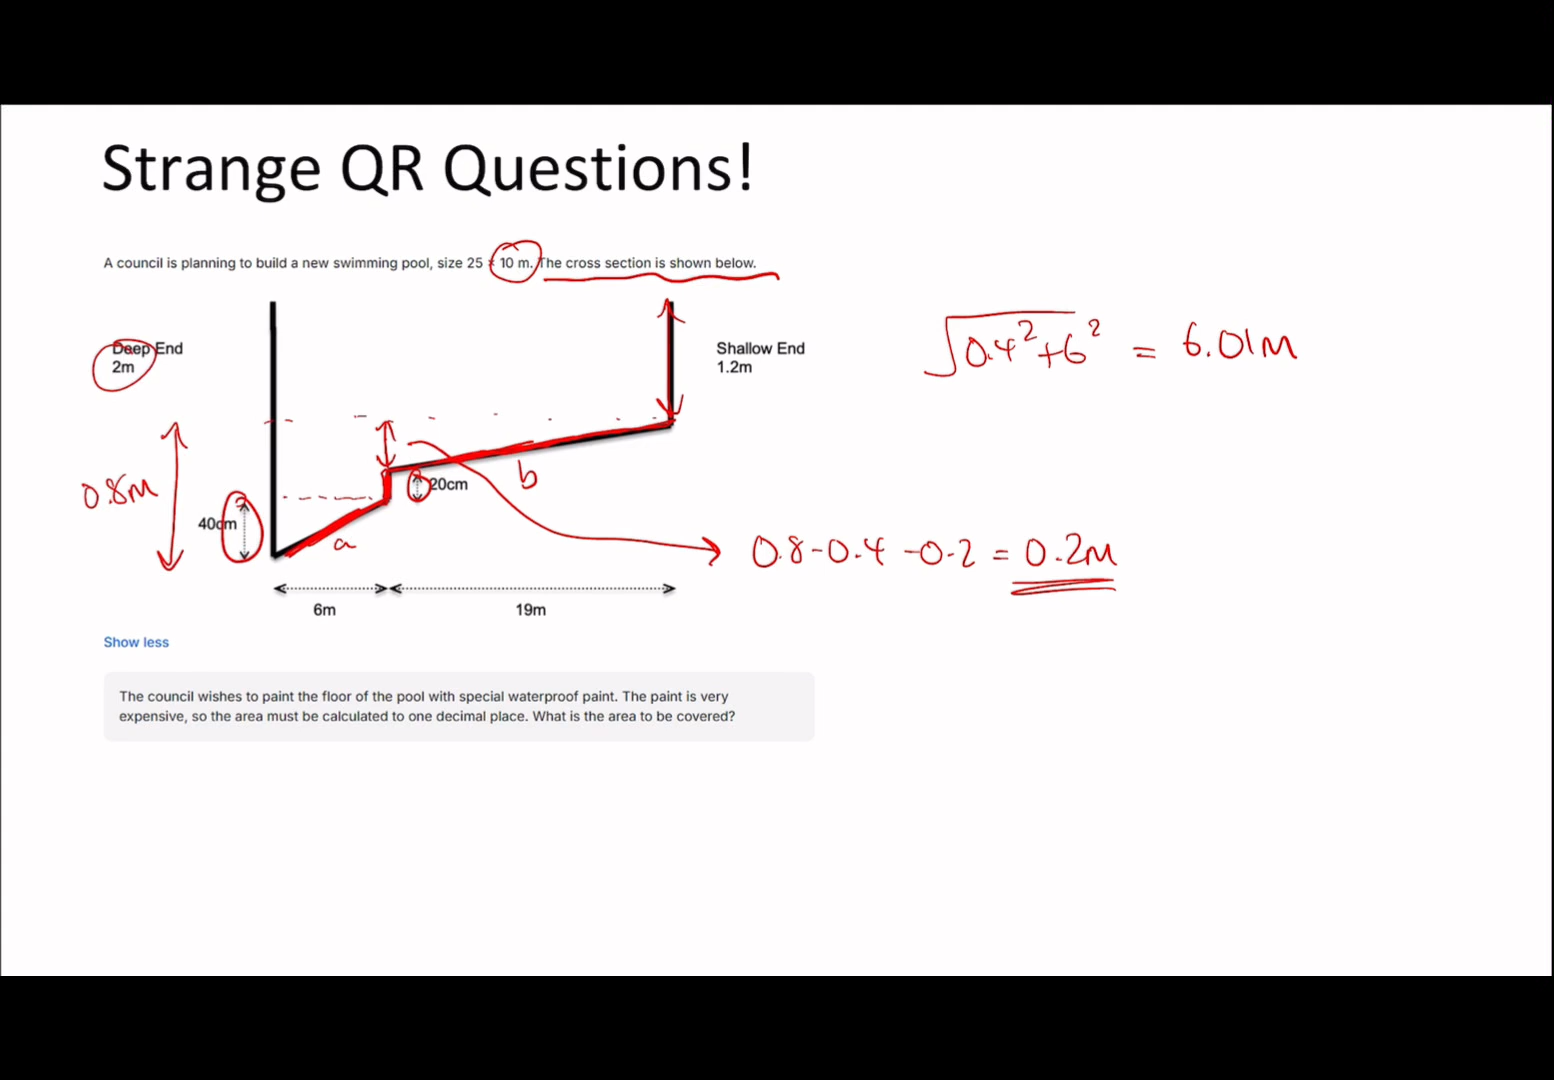 Strange QR Questions!
A council is planning to build a new swimming pool, size 25 × 10 m. The cross section is shown below.
Deep End
2m
Shallow End
1.2m
√0.4²+6² = 6.01m
0.8m
40cm
20cm
a
b
0.8-0.4-0.2 = 0.2m
6m
19m
Show less
The council wishes to paint the floor of the pool with special waterproof paint. The paint is very
expensive, so the area must be calculated to one decimal place. What is the area to be covered?